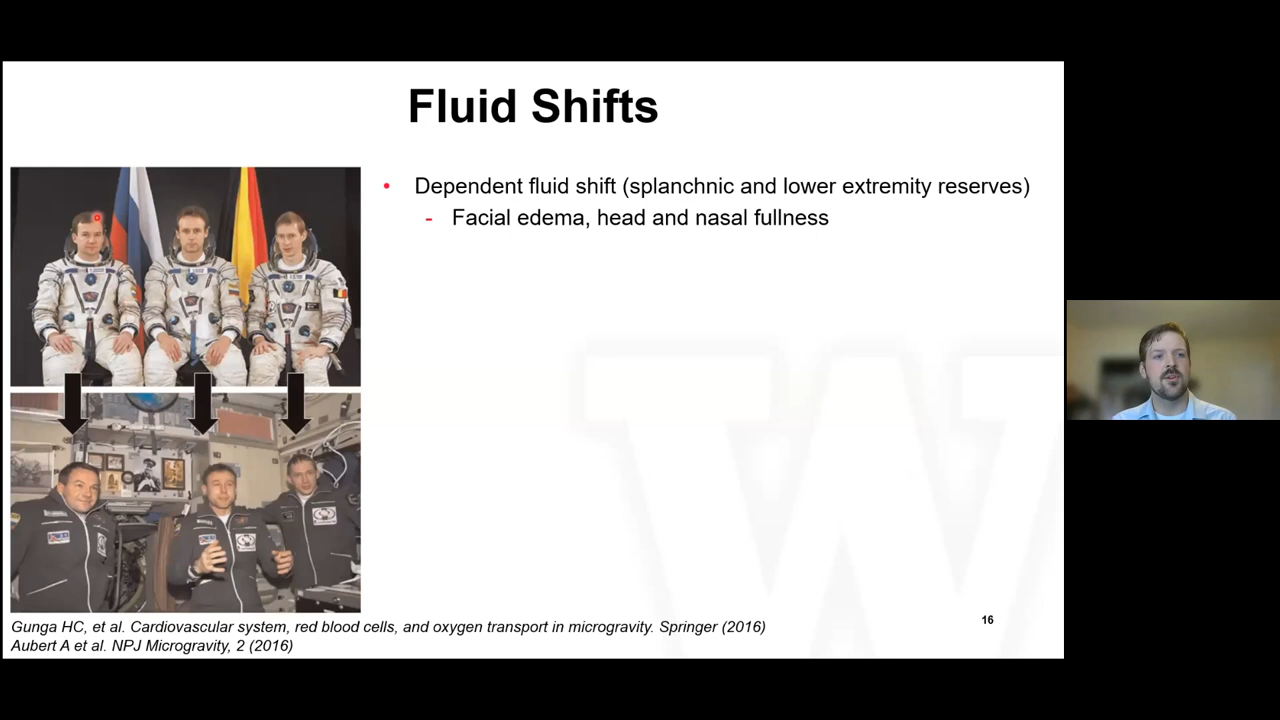 Fluid Shifts
• Dependent fluid shift (splanchnic and lower extremity reserves)
- Facial edema, head and nasal fullness
W
Gunga HC, et al. Cardiovascular system, red blood cells, and oxygen transport in microgravity. Springer (2016)
Aubert A et al. NPJ Microgravity, 2 (2016)
16